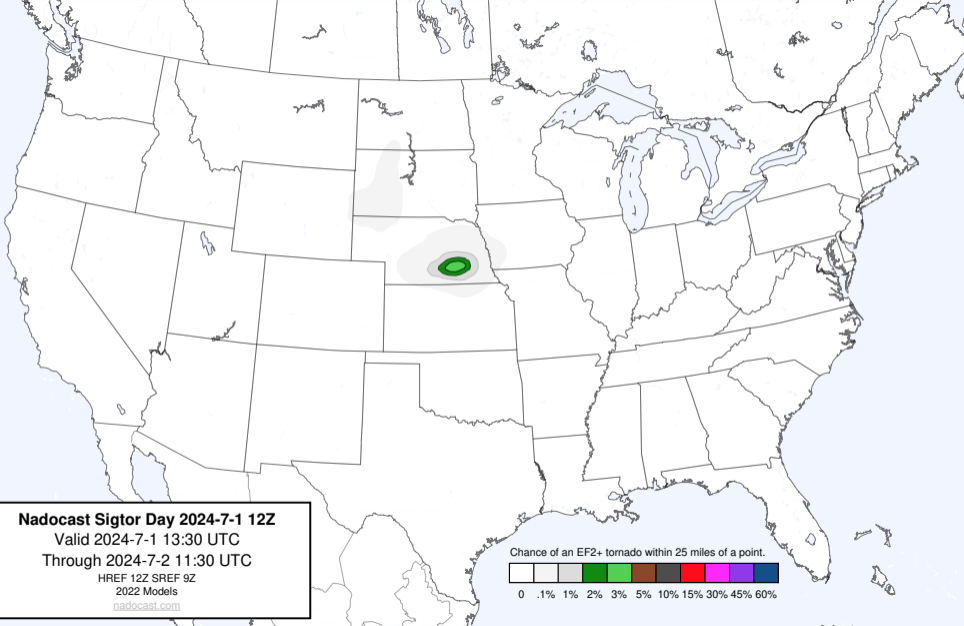 Nadocast Sigtor Day 2024-7-1 12Z
Valid 2024-7-1 13:30 UTC
Through 2024-7-2 11:30 UTC
HREF 12Z SREF 9Z
2022 Models
nadocast.com
Chance of an EF2+ tornado within 25 miles of a point.
0 .1% 1% 2% 3% 5% 10% 15% 30% 45% 60%